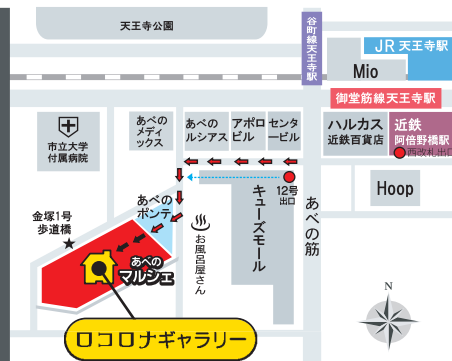 天王寺公園
谷町線天王寺駅
JR 天王寺駅
Mio
御堂筋線天王寺駅
市立大学
付属病院
あべの
メディ
ックス
あべの
ルシアス
アポロ
ビル
センタ
ービル
ハルカス
近鉄百貨店
近鉄
阿倍野橋駅
西改札出口
12号
出口
Hoop
あべの
ポンテ
キューズモール
あべの筋
お風呂屋さん
金塚1号
歩道橋
あべの
マルシェ
ロコロナギャラリー
N